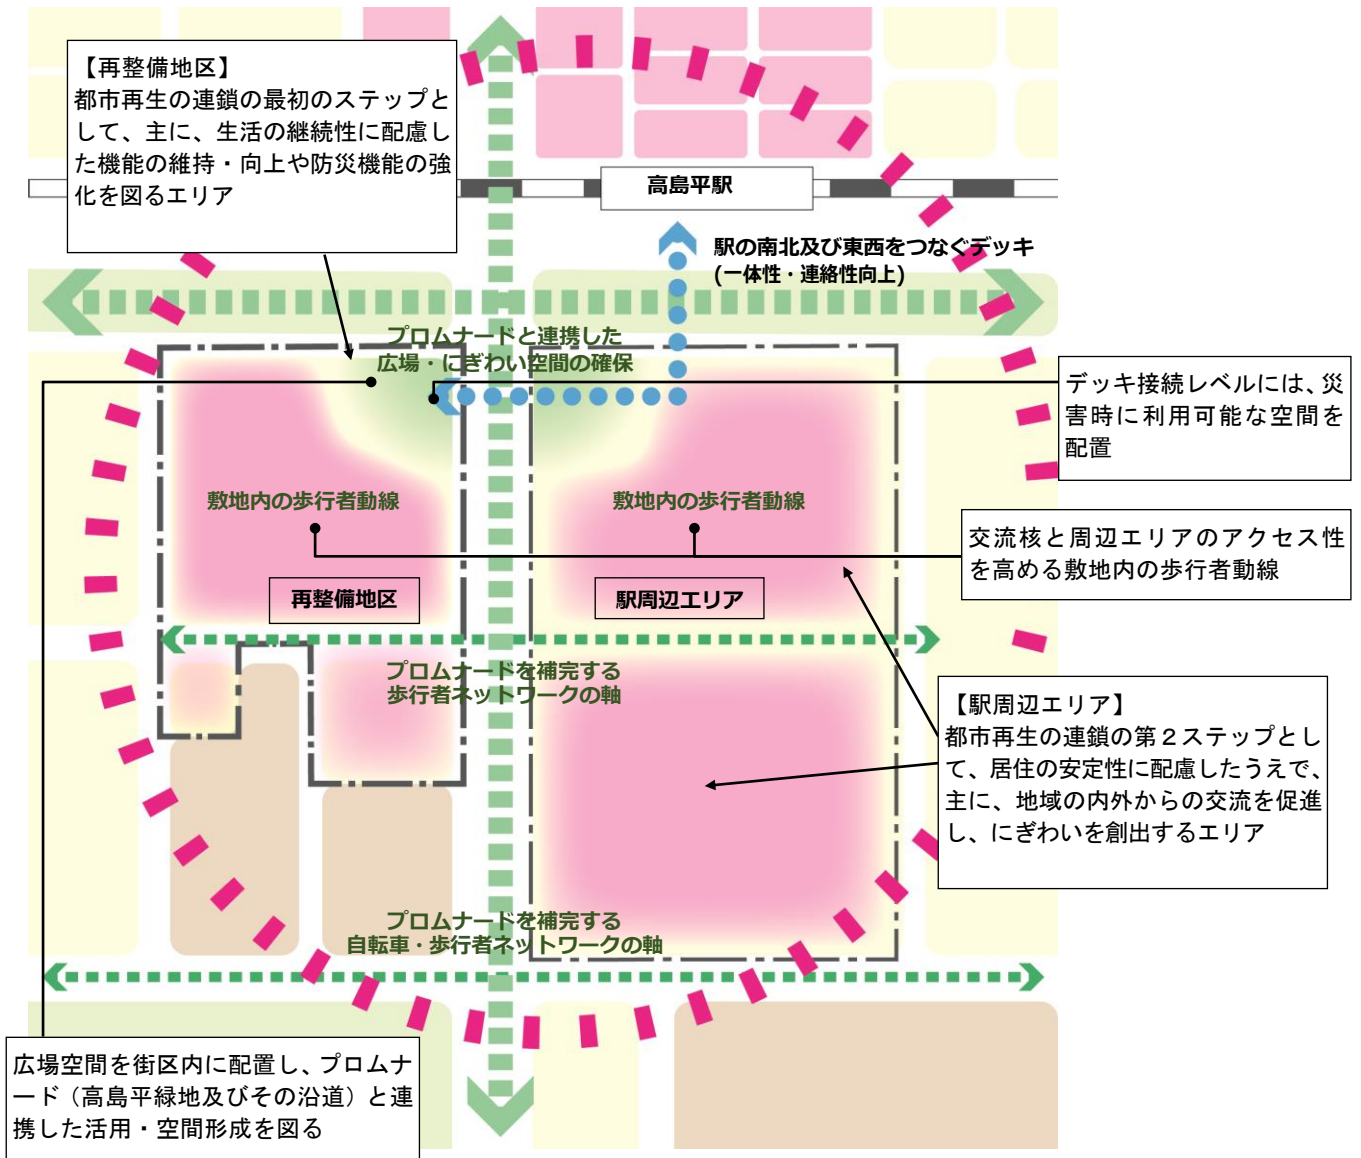 【再整備地区】
都市再生の連鎖の最初のステップと
して、主に、生活の継続性に配慮し
た機能の維持・向上や防災機能の強
化を図るエリア
高島平駅
駅の南北及び東西をつなぐデッキ
(一体性・連絡性向上)
プロムナードと連携した
広場・にぎわい空間の確保
デッキ接続レベルには、災
害時に利用可能な空間を
配置
敷地内の歩行者動線
敷地内の歩行者動線
交流核と周辺エリアのアクセス性
を高める敷地内の歩行者動線
再整備地区
駅周辺エリア
プロムナードを補完する
歩行者ネットワークの軸
【駅周辺エリア】
都市再生の連鎖の第２ステップとし
て、居住の安定性に配慮したうえで、
主に、地域の内外からの交流を促進
し、にぎわいを創出するエリア
プロムナードを補完する
自転車・歩行者ネットワークの軸
広場空間を街区内に配置し、プロムナ
ード（高島平緑地及びその沿道）と連
携した活用・空間形成を図る